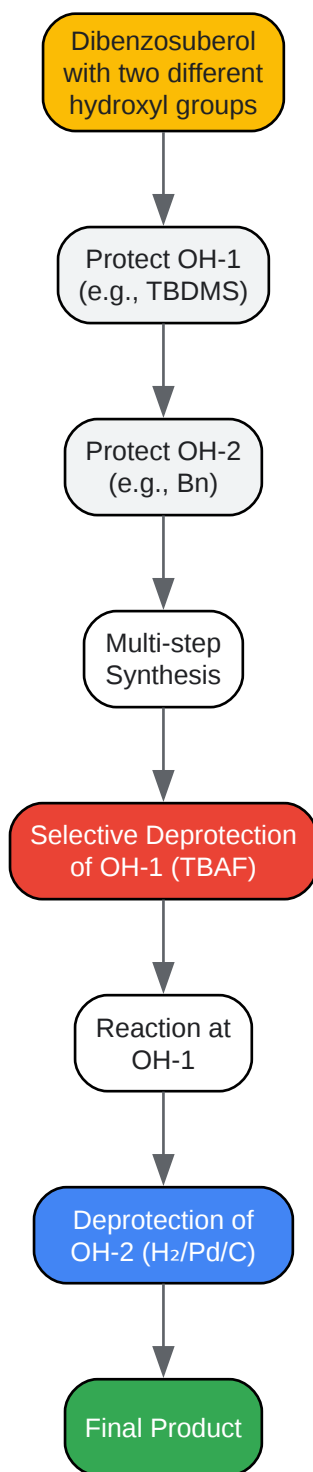 Dibenzosuberol
with two different
hydroxyl groups
Protect OH-1
(e.g., TBDMS)
Protect OH-2
(e.g., Bn)
Multi-step
Synthesis
Selective Deprotection
of OH-1 (TBAF)
Reaction at
OH-1
Deprotection of
OH-2 (H₂/Pd/C)
Final Product